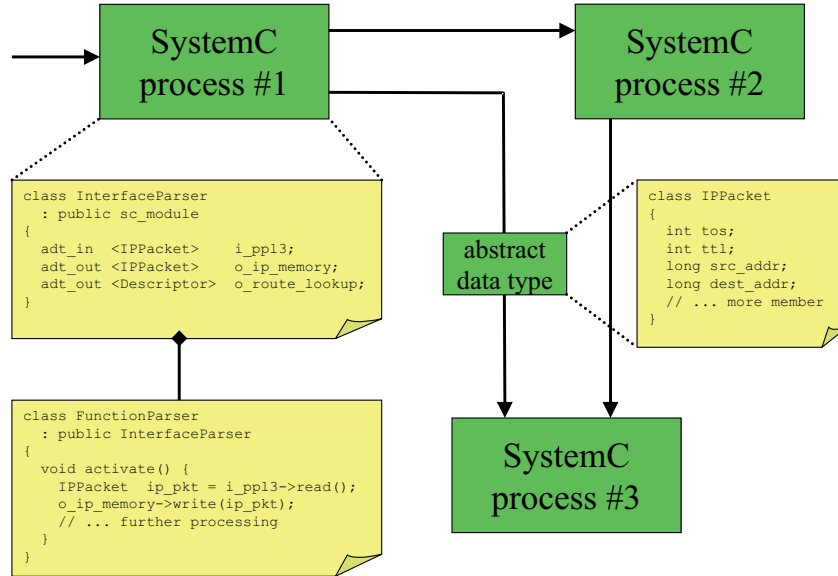 SystemC
process #1
SystemC
process #2
class InterfaceParser
  : public sc_module
{
  adt_in  <IPPacket>    i_ppl3;
  adt_out <IPPacket>   o_ip_memory;
  adt_out <Descriptor>  o_route_lookup;
}
abstract
data type
class IPPacket
{
  int tos;
  int ttl;
  long src_addr;
  long dest_addr;
  // ... more member
}
class FunctionParser
  : public InterfaceParser
{
  void activate() {
    IPPacket  ip_pkt = i_ppl3->read();
    o_ip_memory->write(ip_pkt);
    // ... further processing
  }
}
SystemC
process #3